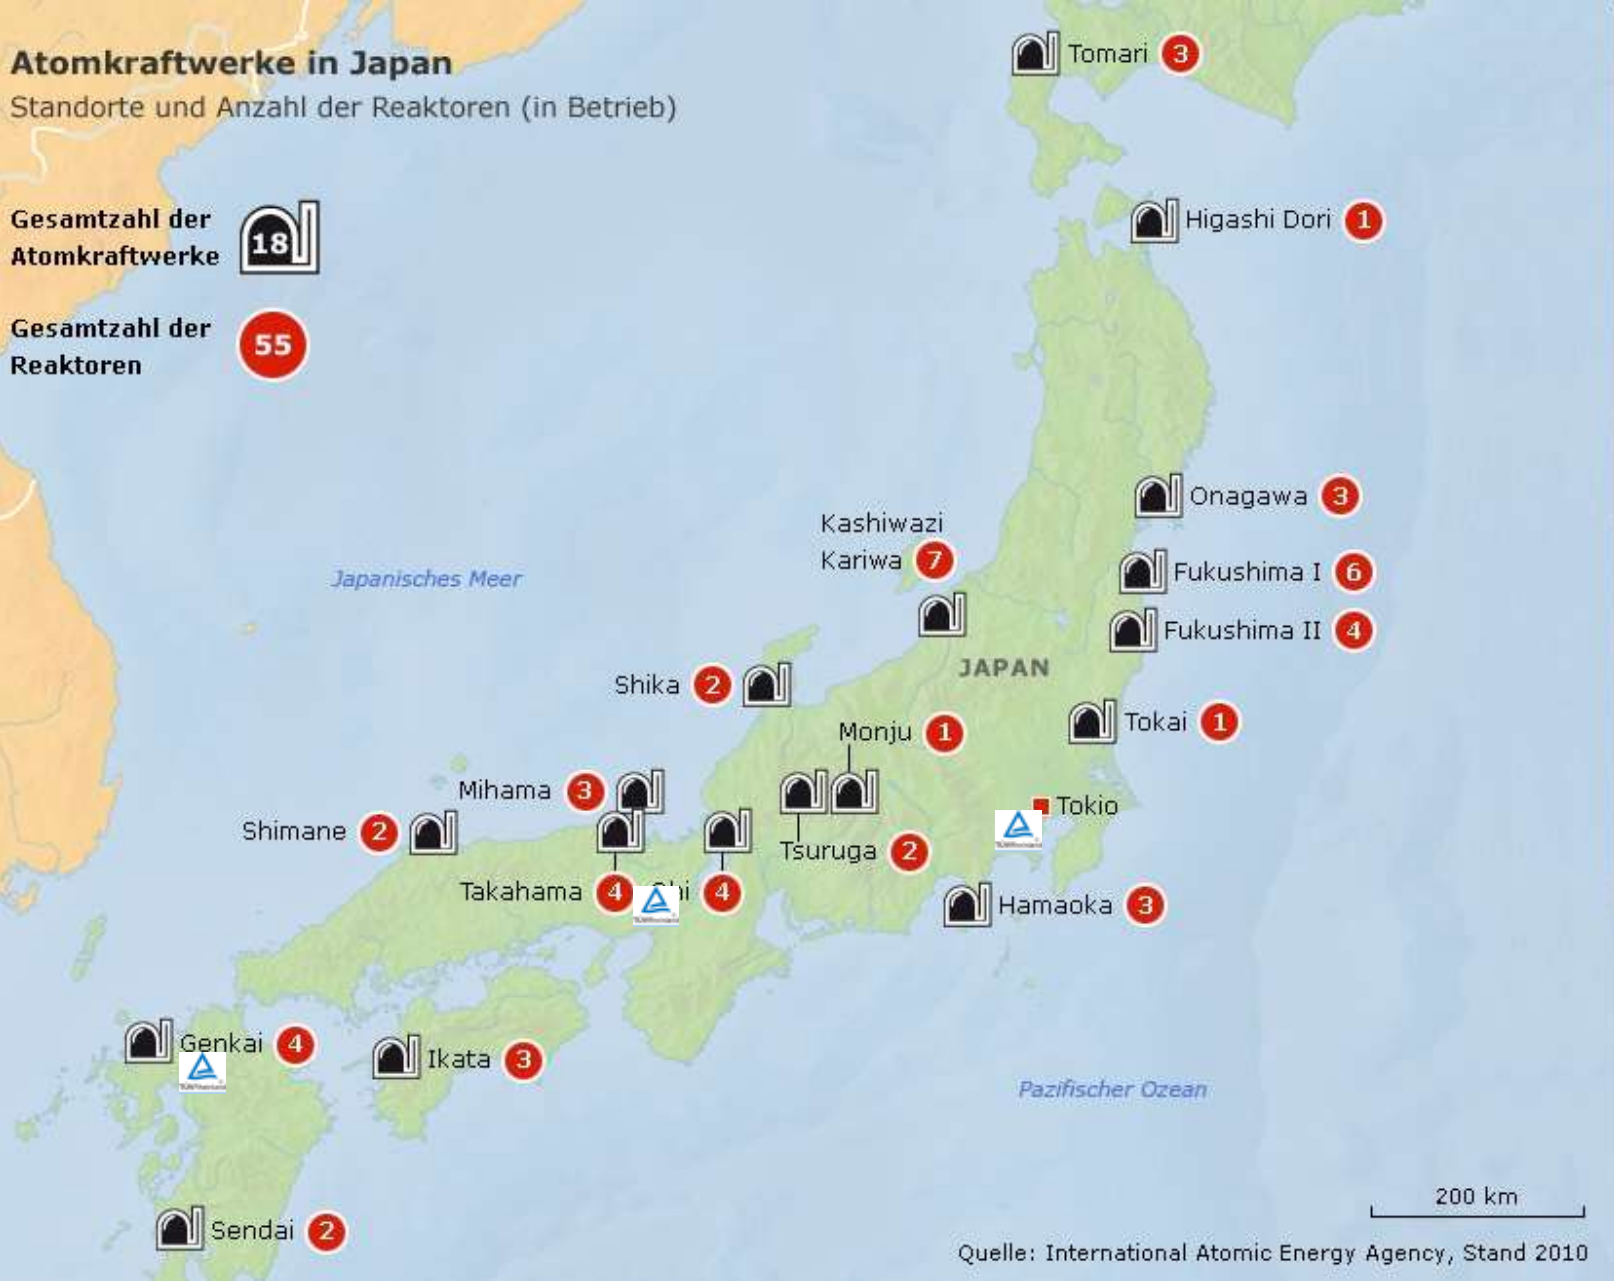 Atomkraftwerke in Japan
Standorte und Anzahl der Reaktoren (in Betrieb)
Gesamtzahl der
Atomkraftwerke
18
Gesamtzahl der
Reaktoren
55
Tomari 3
Higashi Dori 1
Onagawa 3
Kashiwazi
Kariwa 7
Fukushima I 6
Japanisches Meer
Fukushima II 4
JAPAN
Shika 2
Tokai 1
Monju 1
Mihama 3
Tokio
Shimane 2
Tsuruga 2
Takahama 4
4
Hamaoka 3
Genkai 4
Ikata 3
Pazifischer Ozean
200 km
Sendai 2
Quelle: International Atomic Energy Agency, Stand 2010